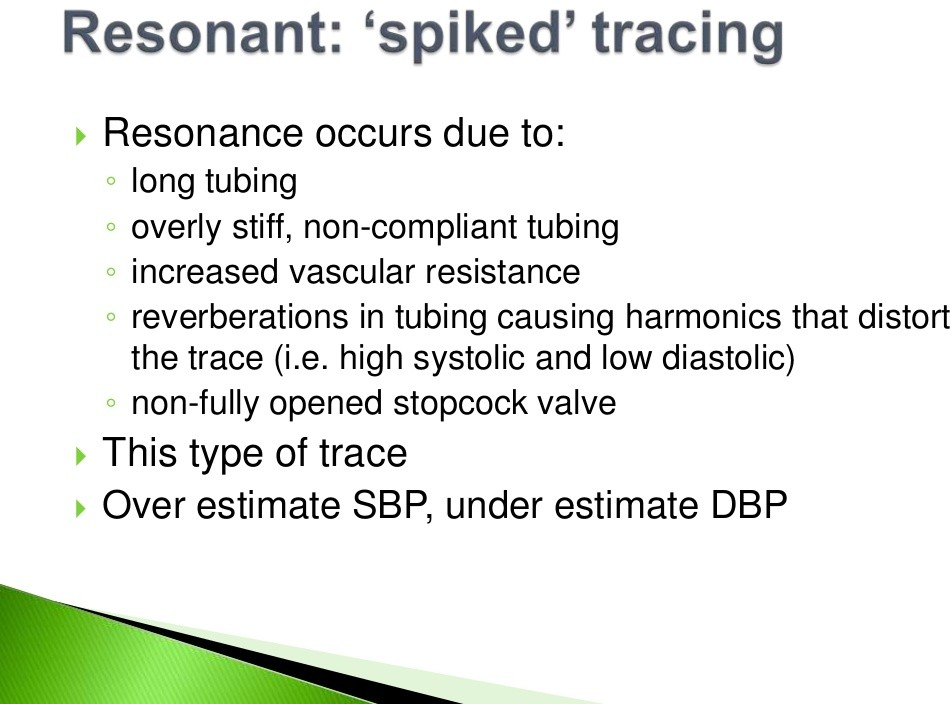 Resonant: ‘spiked’ tracing
Resonance occurs due to:
long tubing
overly stiff, non-compliant tubing
increased vascular resistance
reverberations in tubing causing harmonics that distort
the trace (i.e. high systolic and low diastolic)
non-fully opened stopcock valve
This type of trace
Over estimate SBP, under estimate DBP